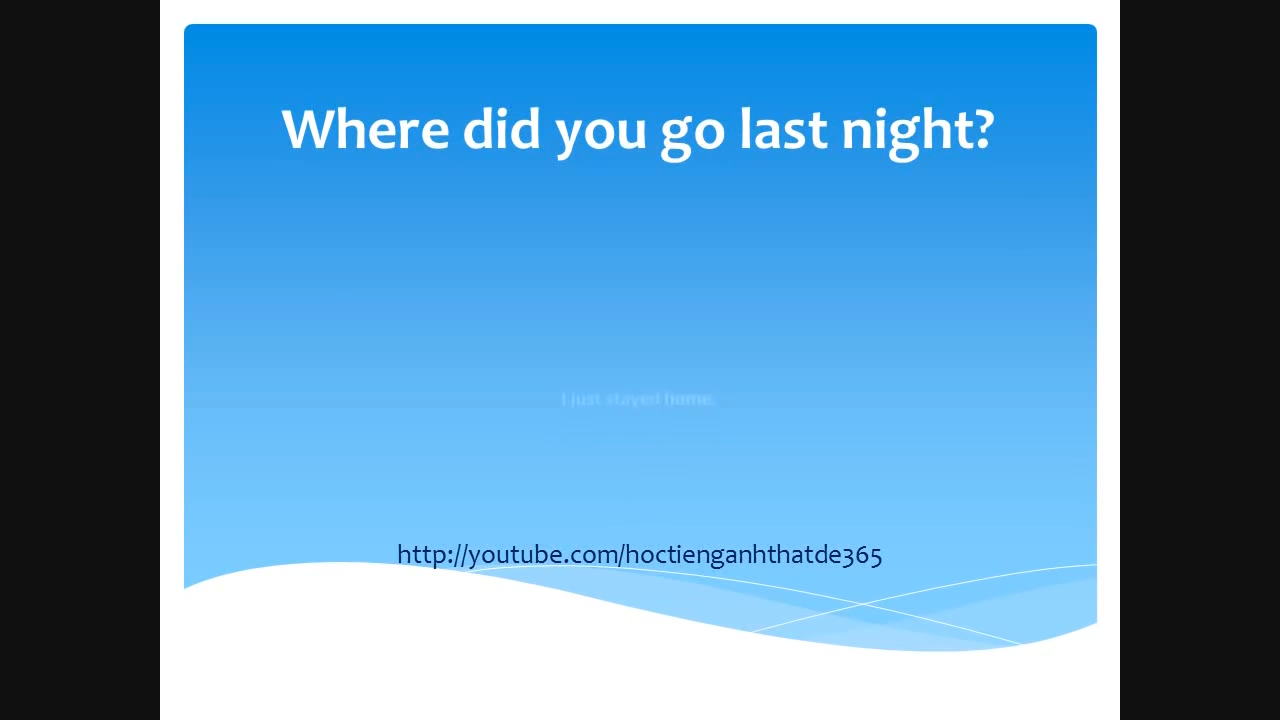 Where did you go last night?
I just stayed home.
http://youtube.com/hoctienganhthatde365